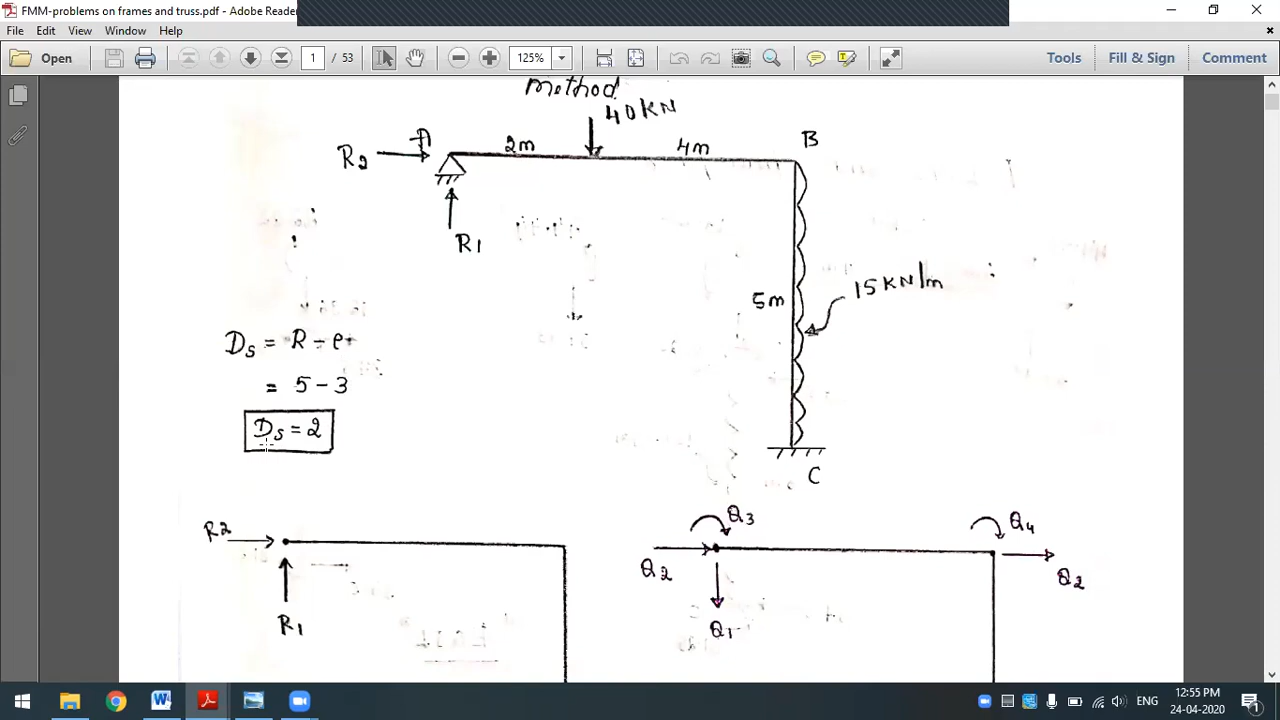 FMM-problems on frames and truss.pdf - Adobe Reader
File Edit View Window Help
Open 1 / 53 125% Tools Fill & Sign Comment
method
40KN
A 2m 4m B
R2
R1
15KN/m
5m
Ds = R - e
= 5 - 3
Ds = 2
C
R2 Q3 Q4
Q2 Q2
R1 Q1
ENG 12:55 PM
24-04-2020